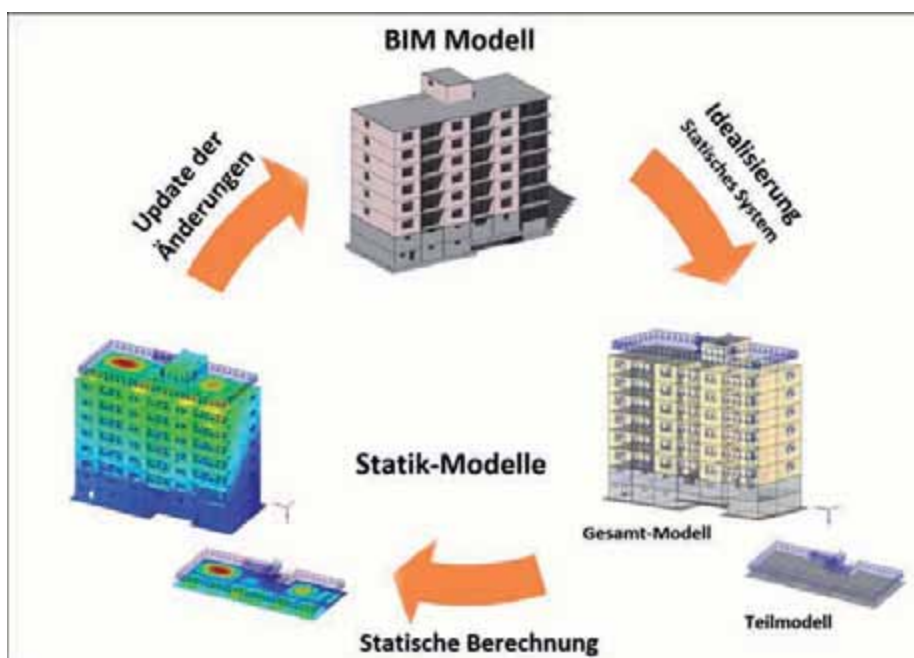 BIM Modell
Update der
Änderungen
Idealisierung
Statisches System
Statik-Modelle
Gesamt-Modell
Teilmodell
Statische Berechnung